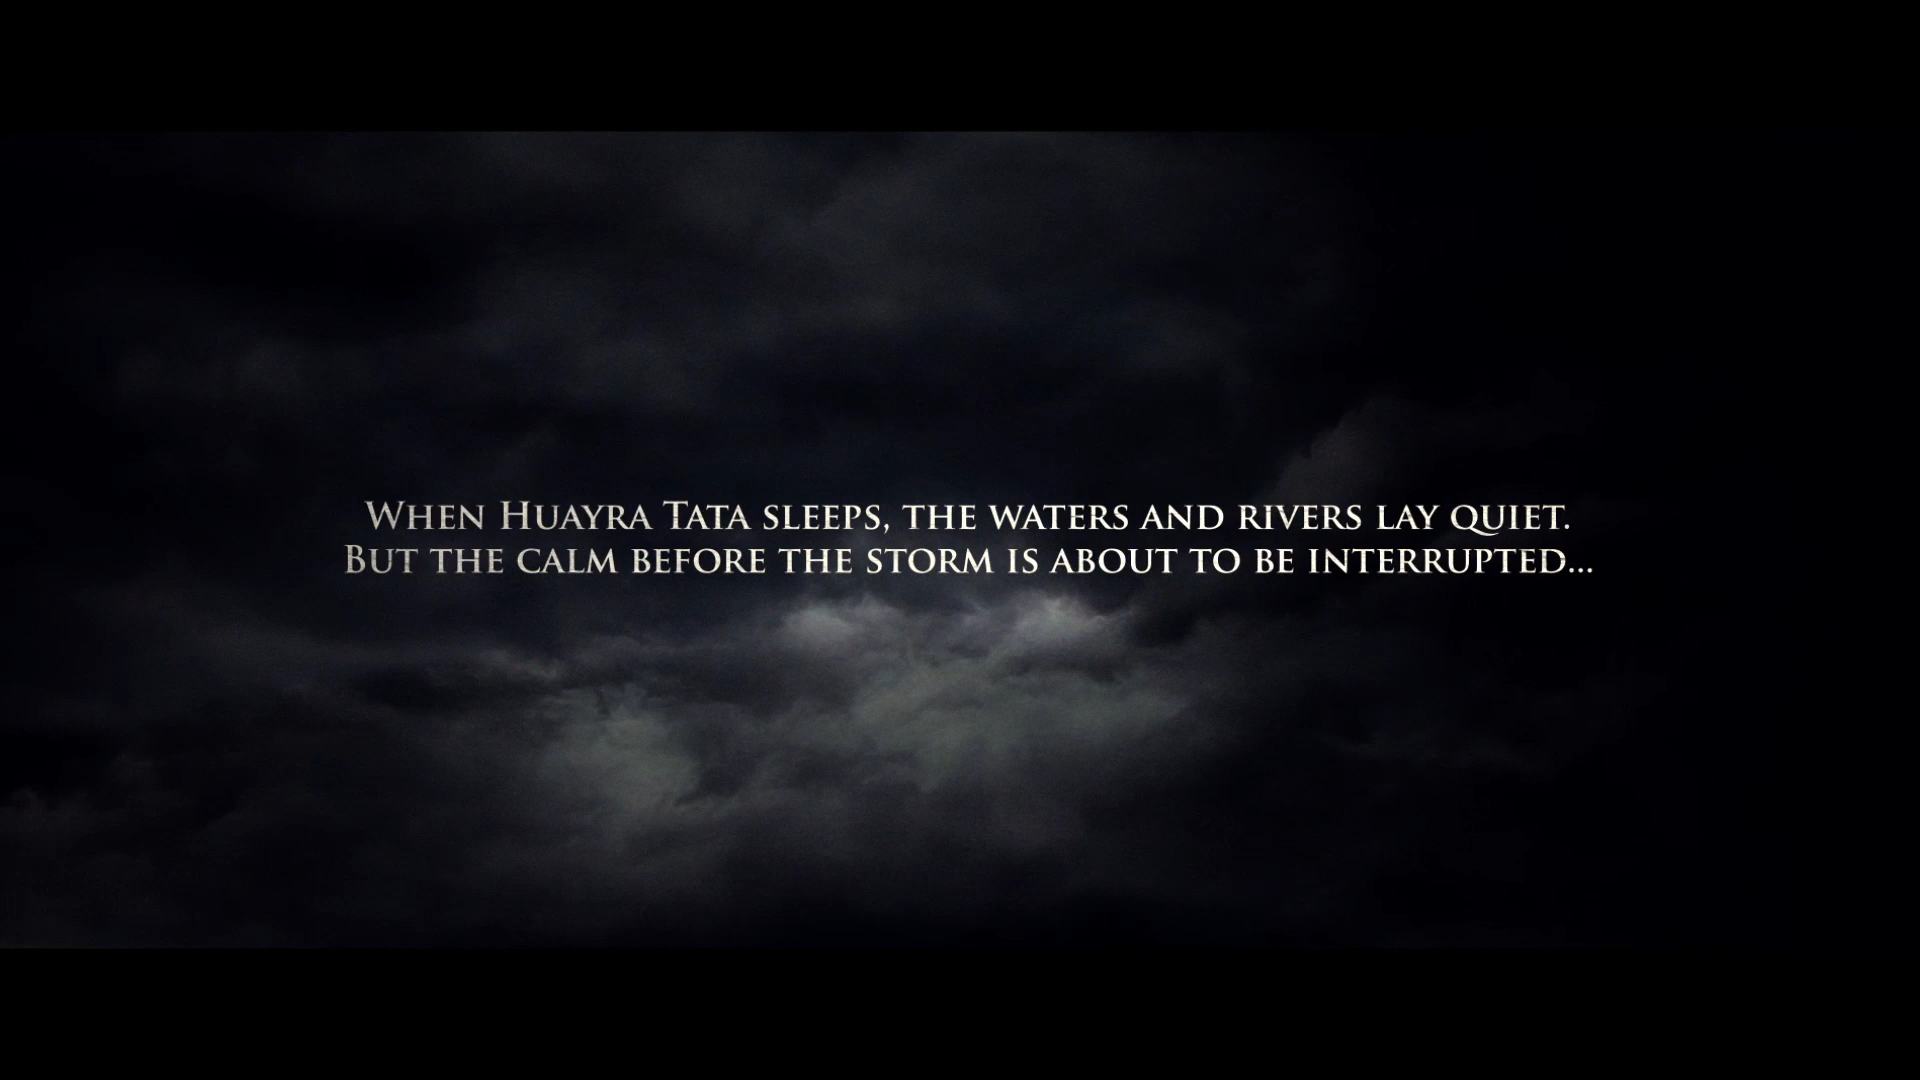 When Huayra Tata sleeps, the waters and rivers lay quiet.
But the calm before the storm is about to be interrupted...